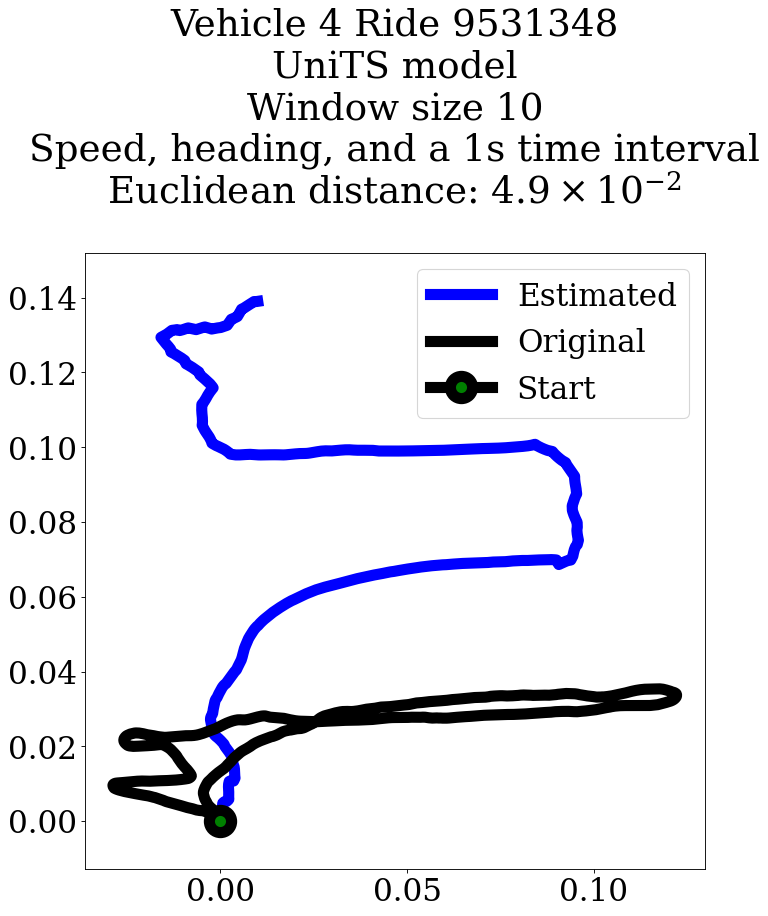 Vehicle 4 Ride 9531348
UniTS model
Window size 10
Speed, heading, and a 1s time interval
Euclidean distance: 4.9 × 10⁻²
Estimated
Original
Start
0.14
0.12
0.10
0.08
0.06
0.04
0.02
0.00
0.00 0.05 0.10